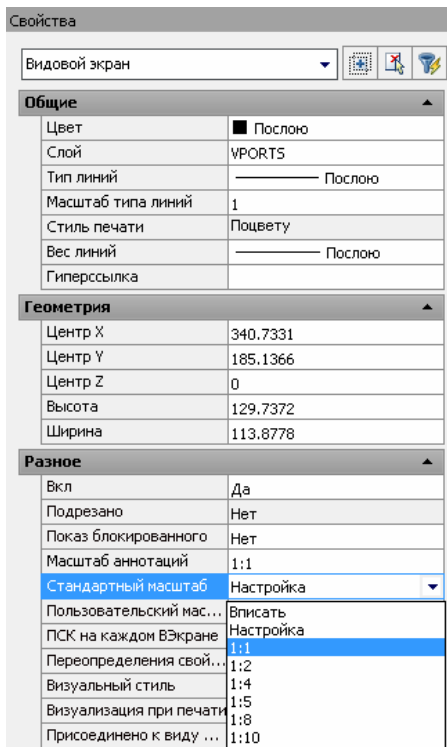 Свойства
Видовой экран
Общие
Цвет Послою
Слой VPORTS
Тип линий Послою
Масштаб типа линий 1
Стиль печати Поцвету
Вес линий Послою
Гиперссылка
Геометрия
Центр X 340.7331
Центр Y 185.1366
Центр Z 0
Высота 129.7372
Ширина 113.8778
Разное
Вкл Да
Подрезано Нет
Показ блокированного Нет
Масштаб аннотаций 1:1
Стандартный масштаб Настройка
Пользовательский мас... Вписать
ПСК на каждом ВЭкране Настройка
Переопределения свой... 1:1
1:2
Визуальный стиль 1:4
1:5
Визуализация при печати 1:8
Присоединено к виду ... 1:10